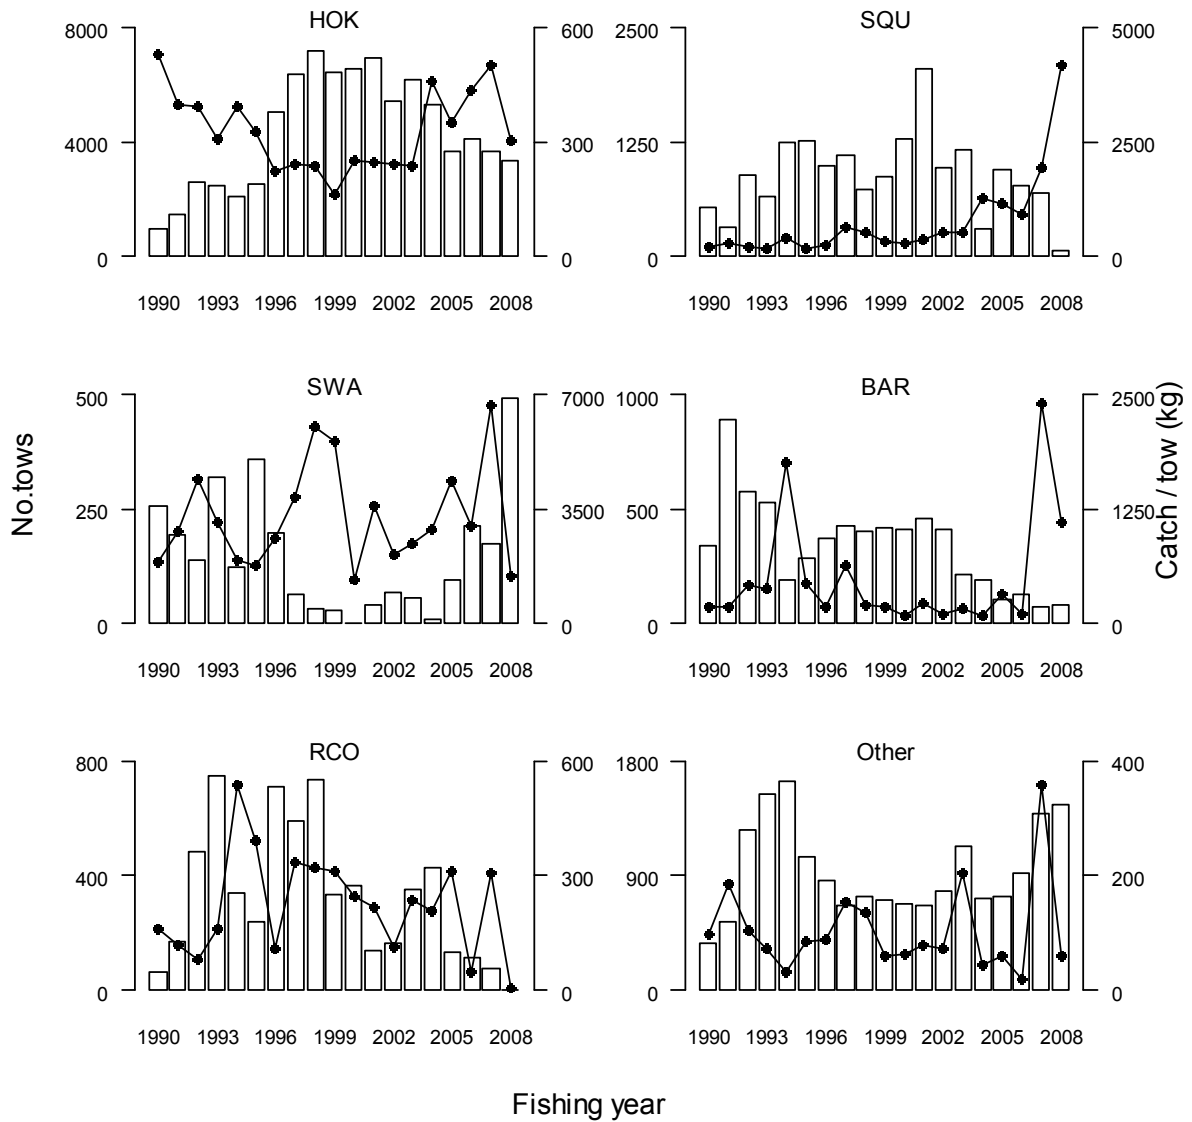 HOK SQU
8000 600 2500 5000
4000 300 1250 2500
0 0 0 0
1990 1993 1996 1999 2002 2005 2008 1990 1993 1996 1999 2002 2005 2008
SWA BAR
500 7000 1000 2500
250 3500 500 1250
0 0 0 0
1990 1993 1996 1999 2002 2005 2008 1990 1993 1996 1999 2002 2005 2008
No.tows
Catch / tow (kg)
RCO Other
800 600 1800 400
400 300 900 200
0 0 0 0
1990 1993 1996 1999 2002 2005 2008 1990 1993 1996 1999 2002 2005 2008
Fishing year